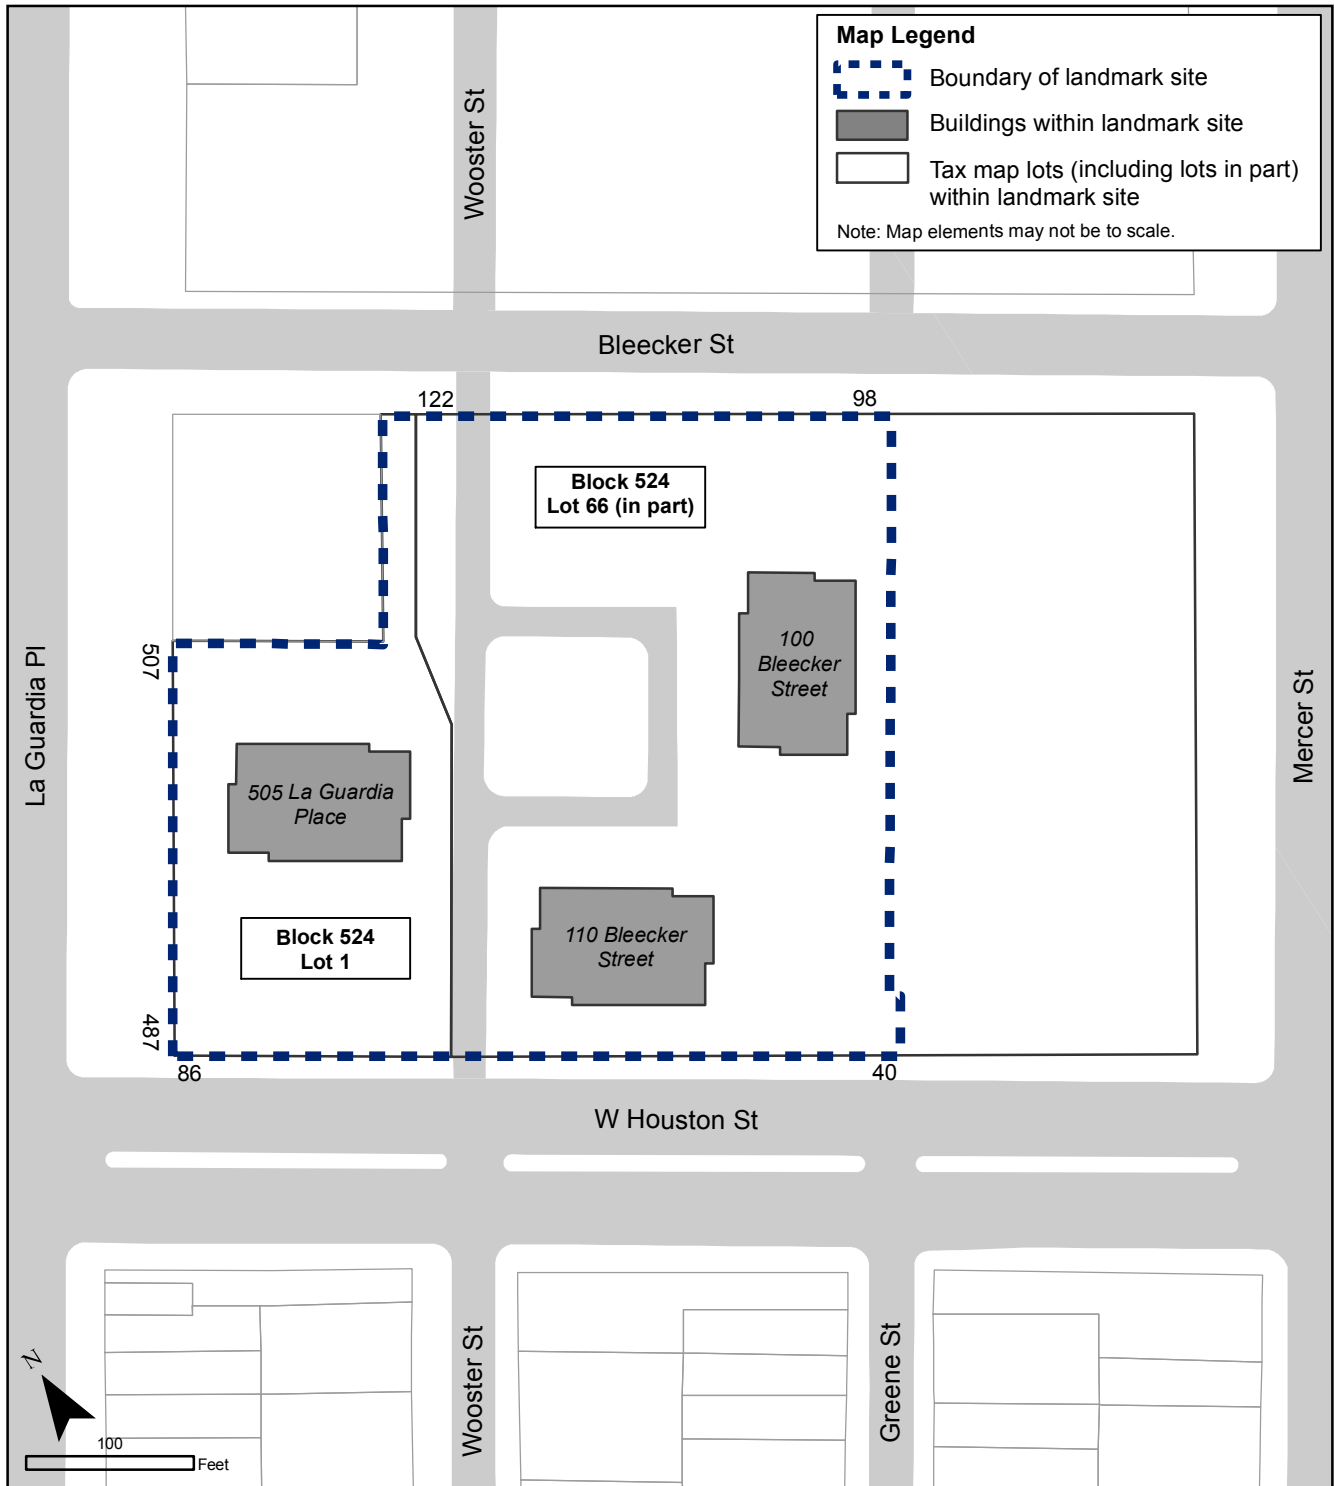 Map Legend
Boundary of landmark site
Buildings within landmark site
Tax map lots (including lots in part)
within landmark site
Note: Map elements may not be to scale.
Wooster St
Bleecker St
122
98
Block 524
Lot 66 (in part)
100
Bleecker
Street
507
La Guardia Pl
Mercer St
505 La Guardia
Place
110 Bleecker
Street
Block 524
Lot 1
487
86
40
W Houston St
Wooster St
Greene St
N
100
Feet